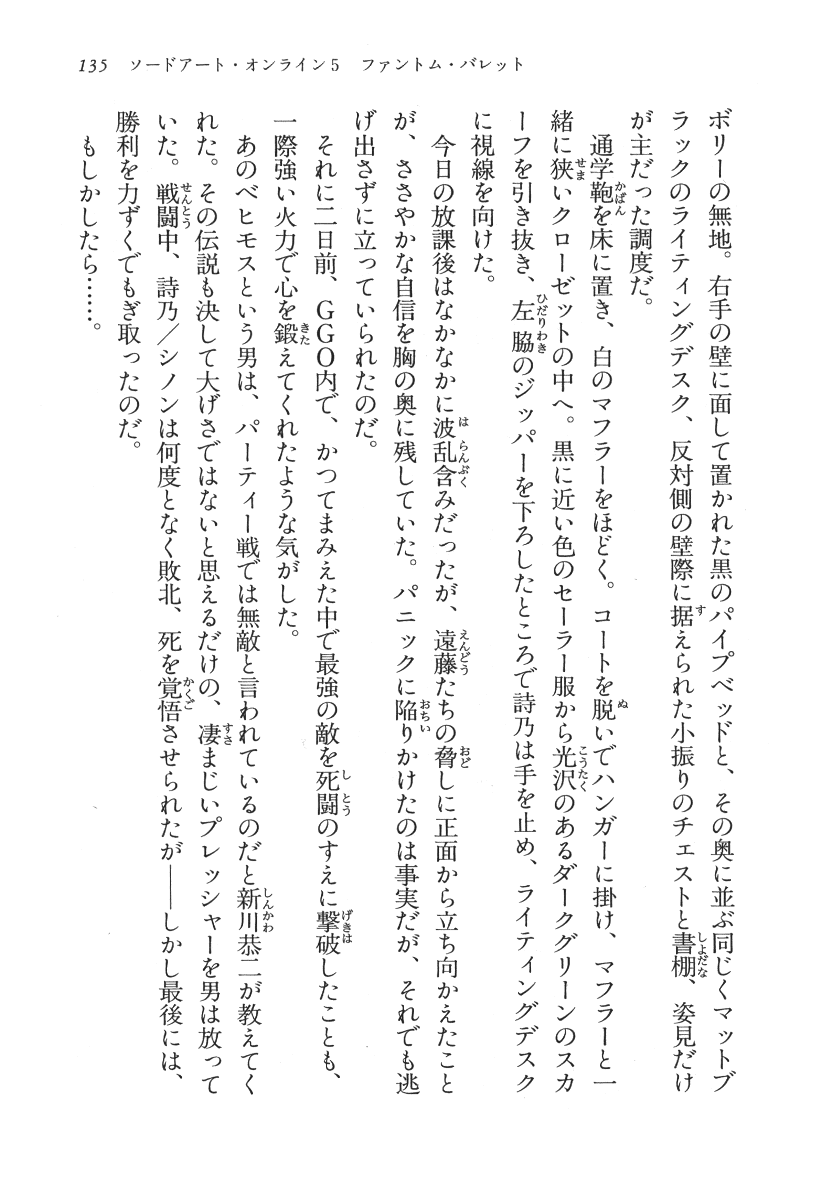 135　ソードアート・オンライン5　ファントム・バレット
ボリーの無地。右手の壁に面して置かれた黒のパイプベッドと、その奥に並ぶ同じくマットブ
ラックのライティングデスク、反対側の壁際に据えられた小振りのチェストと書棚、姿見だけ
が主だった調度だ。
　通学鞄を床に置き、白のマフラーをほどく。コートを脱いでハンガーに掛け、マフラーと一
緒に狭いクローゼットの中へ。黒に近い色のセーラー服から光沢のあるダークグリーンのスカ
ーフを引き抜き、左脇のジッパーを下ろしたところで詩乃は手を止め、ライティングデスク
に視線を向けた。
　今日の放課後はなかなかに波乱含みだったが、遠藤たちの脅しに正面から立ち向かえたこと
が、ささやかな自信を胸の奥に残していた。パニックに陥りかけたのは事実だが、それでも逃
げ出さずに立っていられたのだ。
　それに二日前、ＧＧＯ内で、かつてまみえた中で最強の敵を死闘のすえに撃破したことも、
一際強い火力で心を鍛えてくれたような気がした。
　あのベヒモスという男は、パーティー戦では無敵と言われているのだと新川恭二が教えてく
れた。その伝説も決して大げさではないと思えるだけの、凄まじいプレッシャーを男は放って
いた。戦闘中、詩乃／シノンは何度となく敗北、死を覚悟させられたが――しかし最後には、
勝利を力ずくでもぎ取ったのだ。
　もしかしたら……。